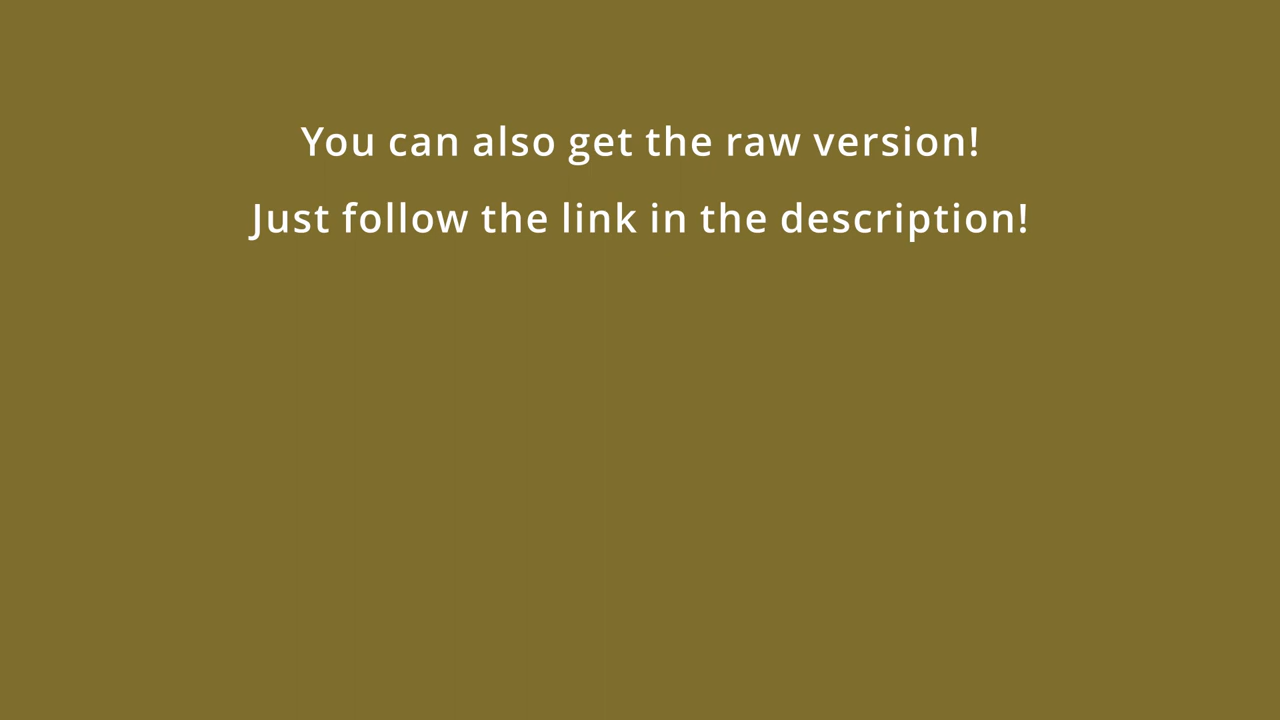 You can also get the raw version!
Just follow the link in the description!